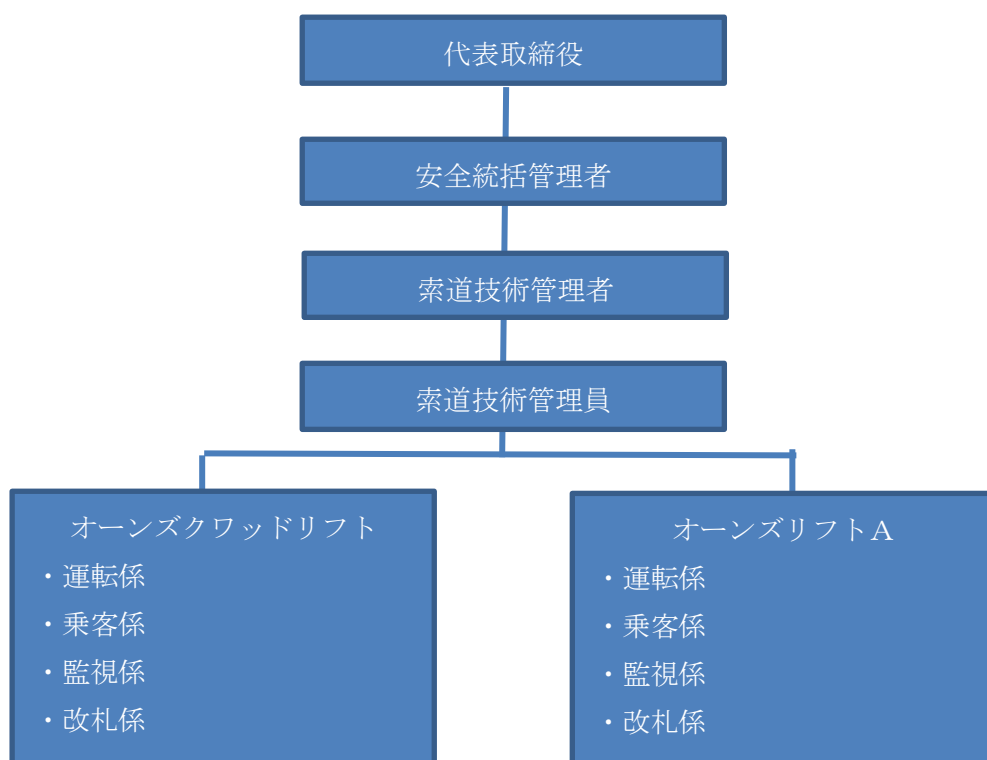 代表取締役
安全統括管理者
索道技術管理者
索道技術管理員
オーンズクワッドリフト
・運転係
・乗客係
・監視係
・改札係
オーンズリフトＡ
・運転係
・乗客係
・監視係
・改札係